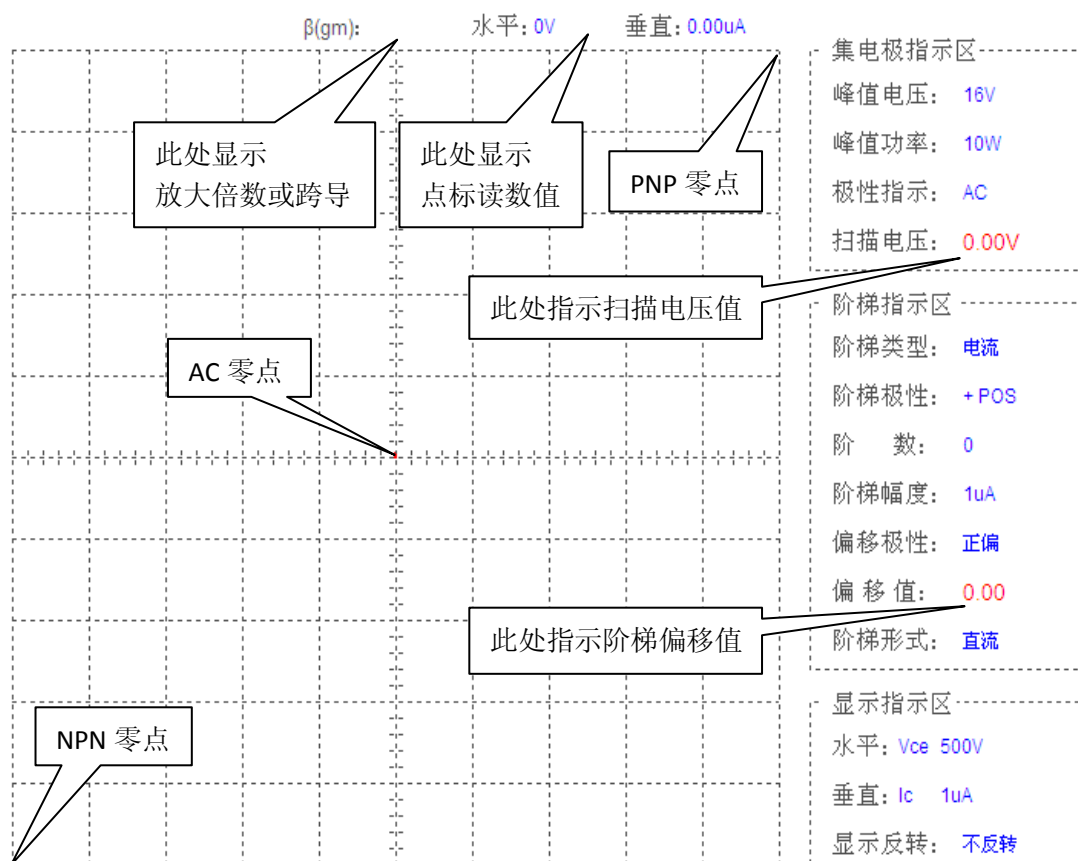 β(gm): 水平: 0V 垂直: 0.00uA
此处显示
放大倍数或跨导
此处显示
点标读数值
PNP 零点
此处指示扫描电压值
AC 零点
此处指示阶梯偏移值
NPN 零点
集电极指示区
峰值电压: 16V
峰值功率: 10W
极性指示: AC
扫描电压: 0.00V
阶梯指示区
阶梯类型: 电流
阶梯极性: + POS
阶 数: 0
阶梯幅度: 1uA
偏移极性: 正偏
偏 移 值: 0.00
阶梯形式: 直流
显示指示区
水平: Vce 500V
垂直: Ic 1uA
显示反转: 不反转